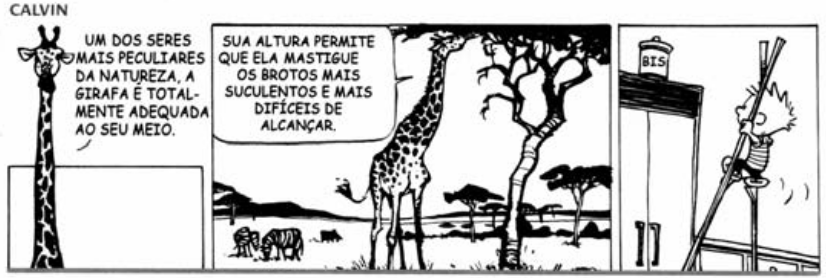 CALVIN
UM DOS SERES
MAIS PECULIARES
DA NATUREZA, A
GIRAFA É TOTAL-
MENTE ADEQUADA
AO SEU MEIO.
SUA ALTURA PERMITE
QUE ELA MASTIGUE
OS BROTOS MAIS
SUCULENTOS E MAIS
DIFÍCEIS DE
ALCANÇAR.
BIS